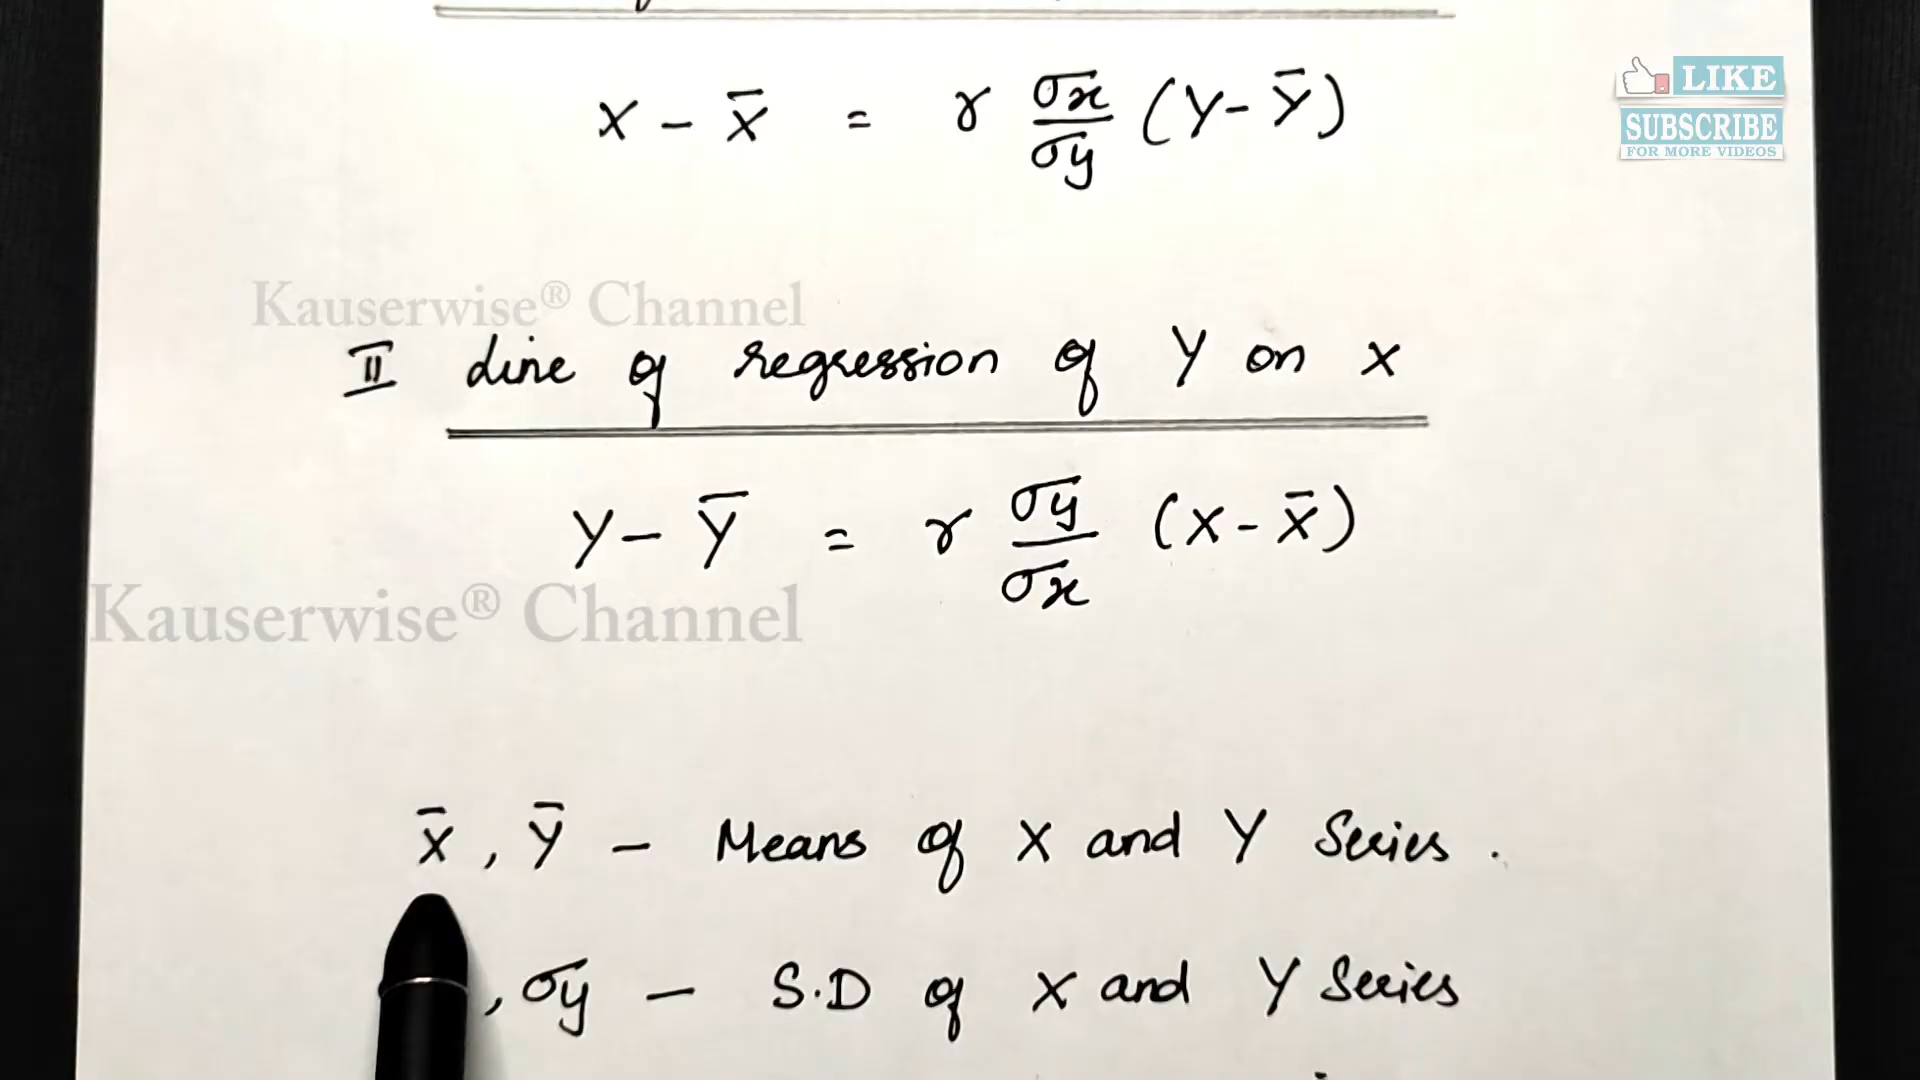 X - X̄ = r σx/σy (Y - Ȳ)
LIKE
SUBSCRIBE
FOR MORE VIDEOS
Kauserwise® Channel
II Line of regression of Y on X
Y - Ȳ = r σy/σx (X - X̄)
Kauserwise® Channel
X̄, Ȳ - Means of X and Y Series.
, σy - S.D of X and Y Series